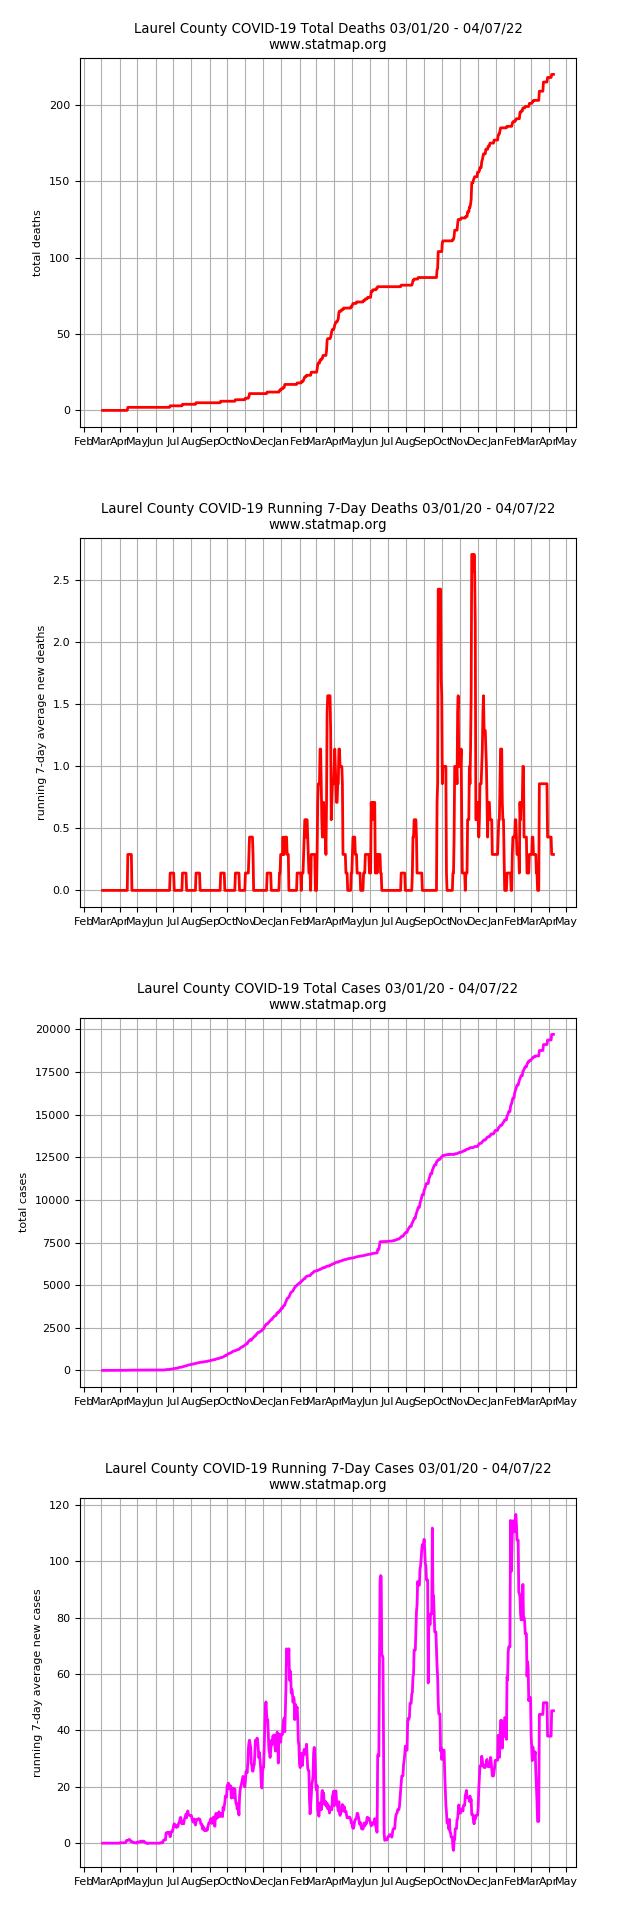 Laurel County COVID-19 Total Deaths 03/01/20 - 04/07/22
www.statmap.org
total deaths
200
150
100
50
0
Feb Mar Apr May Jun Jul Aug Sep Oct Nov Dec Jan Feb Mar Apr May Jun Jul Aug Sep Oct Nov Dec Jan Feb Mar Apr May
Laurel County COVID-19 Running 7-Day Deaths 03/01/20 - 04/07/22
www.statmap.org
running 7-day average new deaths
2.5
2.0
1.5
1.0
0.5
0.0
Feb Mar Apr May Jun Jul Aug Sep Oct Nov Dec Jan Feb Mar Apr May Jun Jul Aug Sep Oct Nov Dec Jan Feb Mar Apr May
Laurel County COVID-19 Total Cases 03/01/20 - 04/07/22
www.statmap.org
total cases
20000
17500
15000
12500
10000
7500
5000
2500
0
Feb Mar Apr May Jun Jul Aug Sep Oct Nov Dec Jan Feb Mar Apr May Jun Jul Aug Sep Oct Nov Dec Jan Feb Mar Apr May
Laurel County COVID-19 Running 7-Day Cases 03/01/20 - 04/07/22
www.statmap.org
running 7-day average new cases
120
100
80
60
40
20
0
Feb Mar Apr May Jun Jul Aug Sep Oct Nov Dec Jan Feb Mar Apr May Jun Jul Aug Sep Oct Nov Dec Jan Feb Mar Apr May